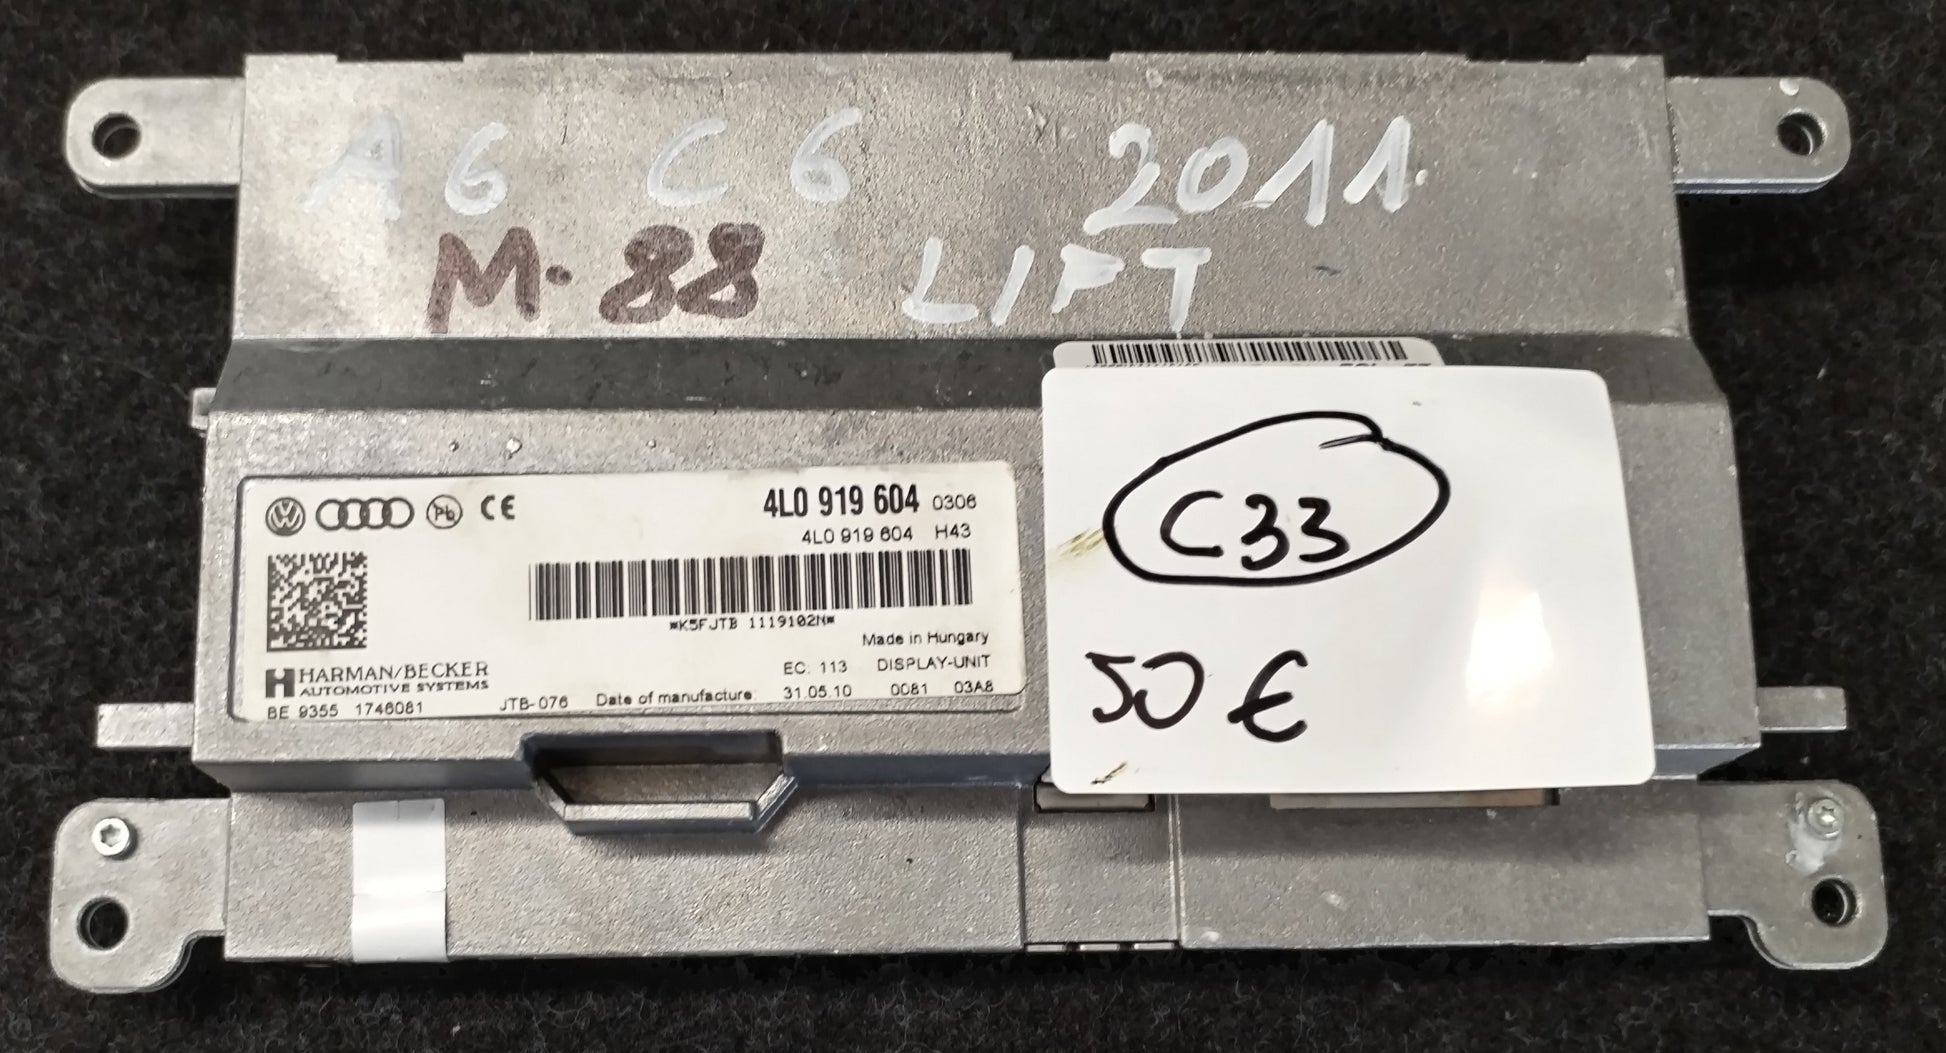 A6 C6 2011
M·88 LIFT
C33
50 €
Pb CE 4L0 919 604 0306
4L0 919 604 H43
*K5FJTB 1119102N*
Made in Hungary
HARMAN/BECKER
AUTOMOTIVE SYSTEMS
EC: 113 DISPLAY-UNIT
BE 9355 1746081 JTB-076 Date of manufacture: 31.05.10 0081 03A8